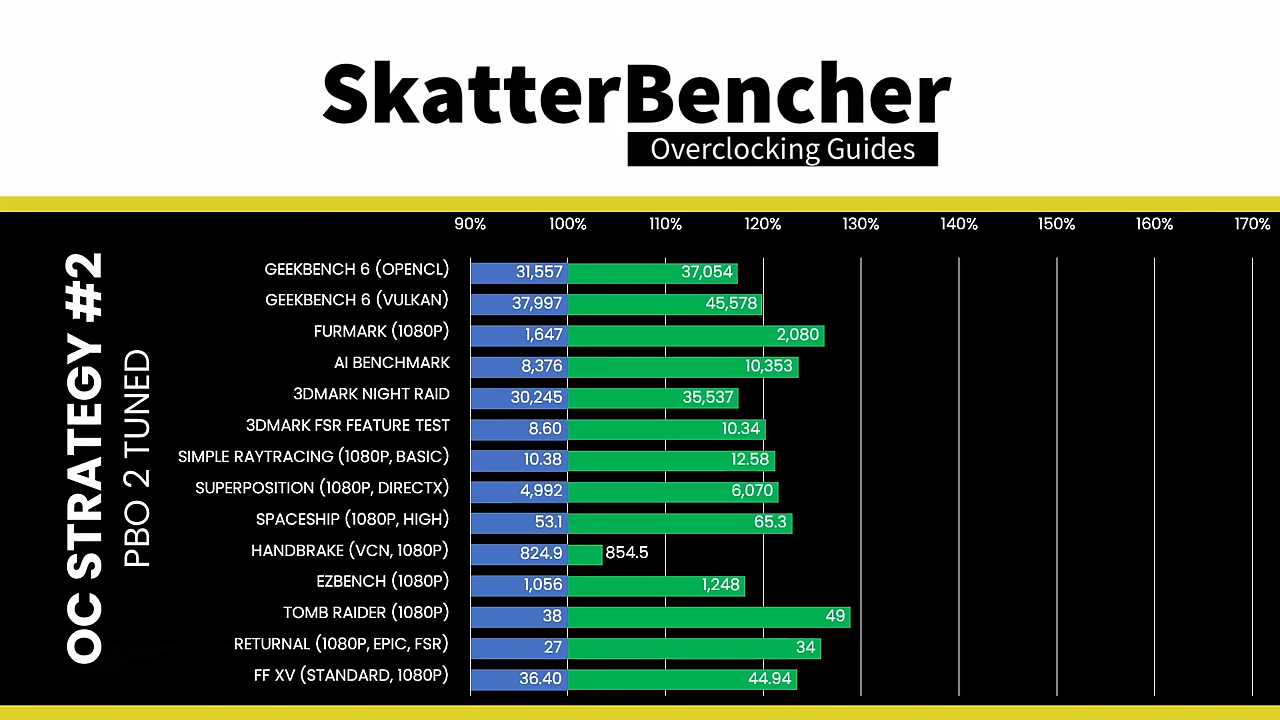 SkatterBencher
Overclocking Guides
90% 100% 110% 120% 130% 140% 150% 160% 170%
OC STRATEGY #2
PBO 2 TUNED
GEEKBENCH 6 (OPENCL) 31,557 37,054
GEEKBENCH 6 (VULKAN) 37,997 45,578
FURMARK (1080P) 1,647 2,080
AI BENCHMARK 8,376 10,353
3DMARK NIGHT RAID 30,245 35,537
3DMARK FSR FEATURE TEST 8.60 10.34
SIMPLE RAYTRACING (1080P, BASIC) 10.38 12.58
SUPERPOSITION (1080P, DIRECTX) 4,992 6,070
SPACESHIP (1080P, HIGH) 53.1 65.3
HANDBRAKE (VCN, 1080P) 824.9 854.5
EZBENCH (1080P) 1,056 1,248
TOMB RAIDER (1080P) 38 49
RETURNAL (1080P, EPIC, FSR) 27 34
FF XV (STANDARD, 1080P) 36.40 44.94